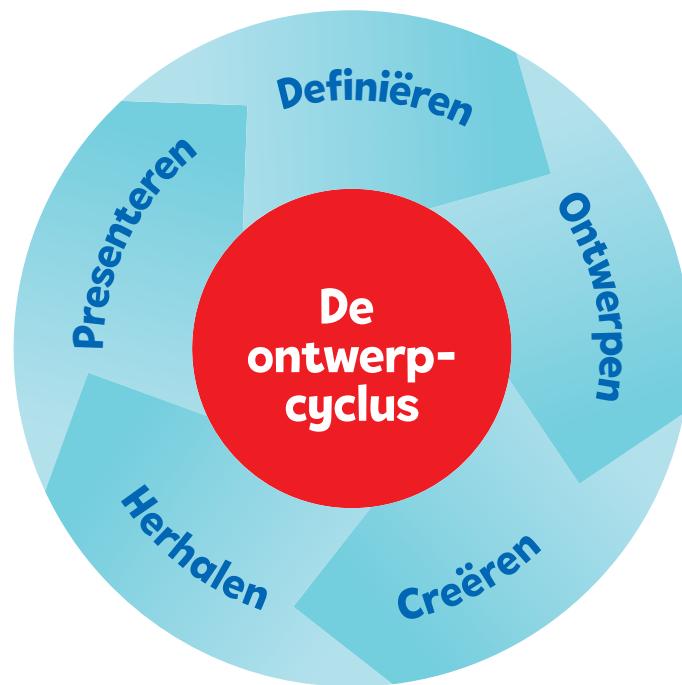 De
ontwerp-
cyclus
Definiëren
Ontwerpen
Creëren
Herhalen
Presenteren